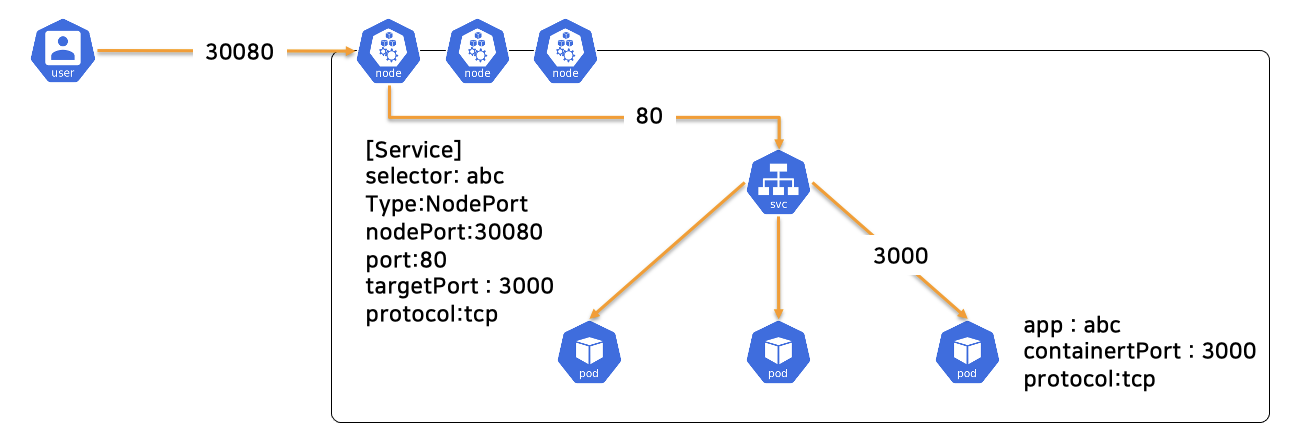 30080
user
node
node
node
80
[Service]
selector: abc
Type:NodePort
nodePort:30080
port:80
targetPort : 3000
protocol:tcp
svc
3000
pod
pod
pod
app : abc
containertPort : 3000
protocol:tcp